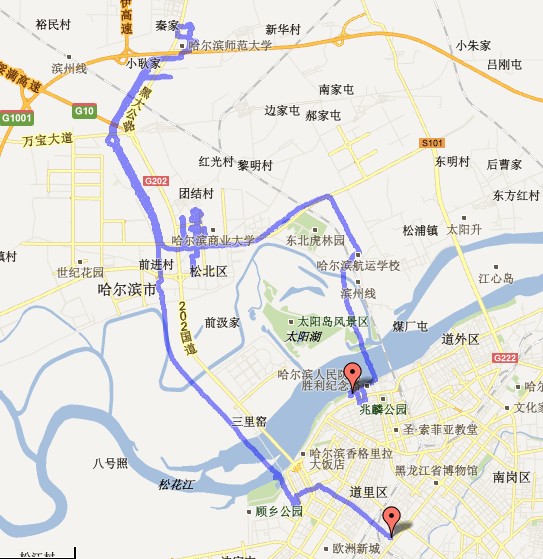 裕民村
伊高速
秦家
新华村
哈尔滨师范大学
小朱家
吕刚屯
滨州线
小耿家
绥满高速
G1001
G10
黑大公路
南家屯
边家屯
郝家屯
万宝大道
S101
红光村
黎明村
东明村
后曹家
G202
团结村
东方红村
哈尔滨商业大学
东北虎林园
松浦镇
太阳升
镇村
世纪花园
前进村
松北区
哈尔滨航运学校
江心岛
哈尔滨市
滨州线
202国道
前汲家
太阳岛风景区
太阳湖
煤厂屯
道外区
G222
哈尔滨人民防
胜利纪念
兆麟公园
哈尔
文化
三里窑
圣·索菲亚教堂
八号照
哈尔滨香格里拉
大饭店
黑龙江省博物馆
南岗区
松花江
道里区
顾乡公园
欧洲新城